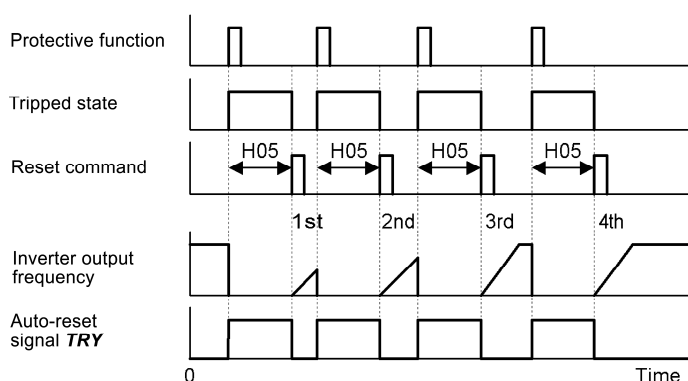 Protective function
Tripped state
Reset command
H05 H05 H05 H05
1st 2nd 3rd 4th
Inverter output
frequency
Auto-reset
signal TRY
0 Time